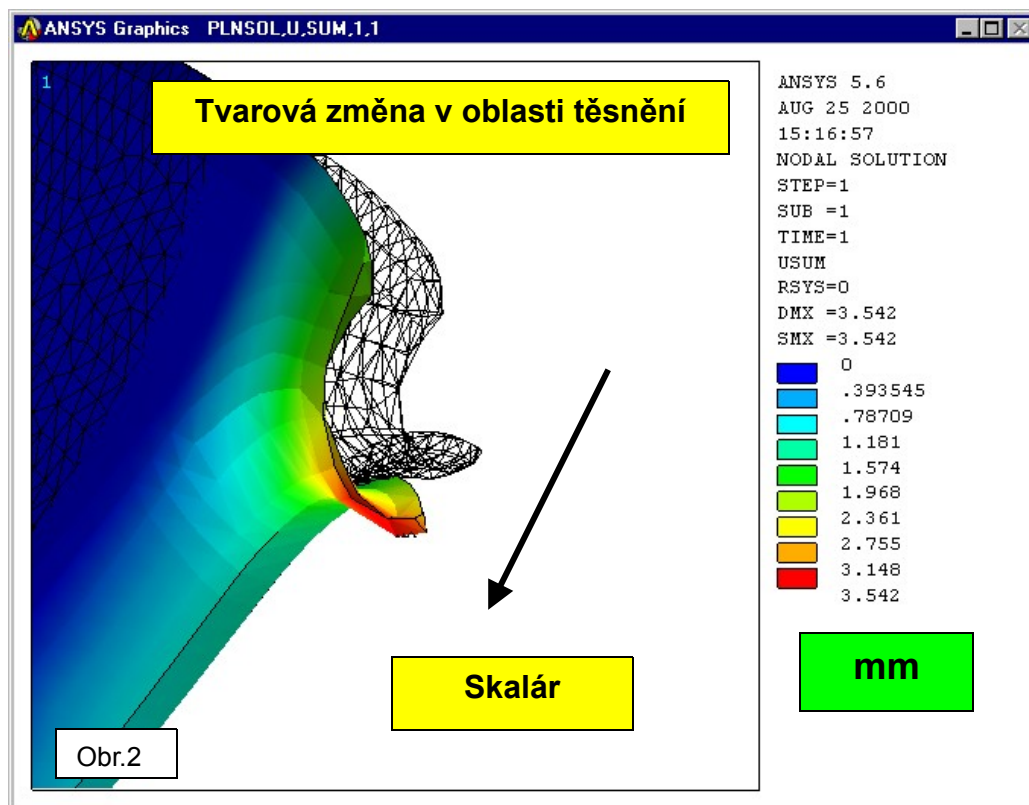 ANSYS Graphics PLNSOL,U,SUM,1,1
1
Tvarová změna v oblasti těsnění
ANSYS 5.6
AUG 25 2000
15:16:57
NODAL SOLUTION
STEP=1
SUB =1
TIME=1
USUM
RSYS=0
DMX =3.542
SMX =3.542
0
.393545
.78709
1.181
1.574
1.968
2.361
2.755
3.148
3.542
mm
Skalár
Obr.2